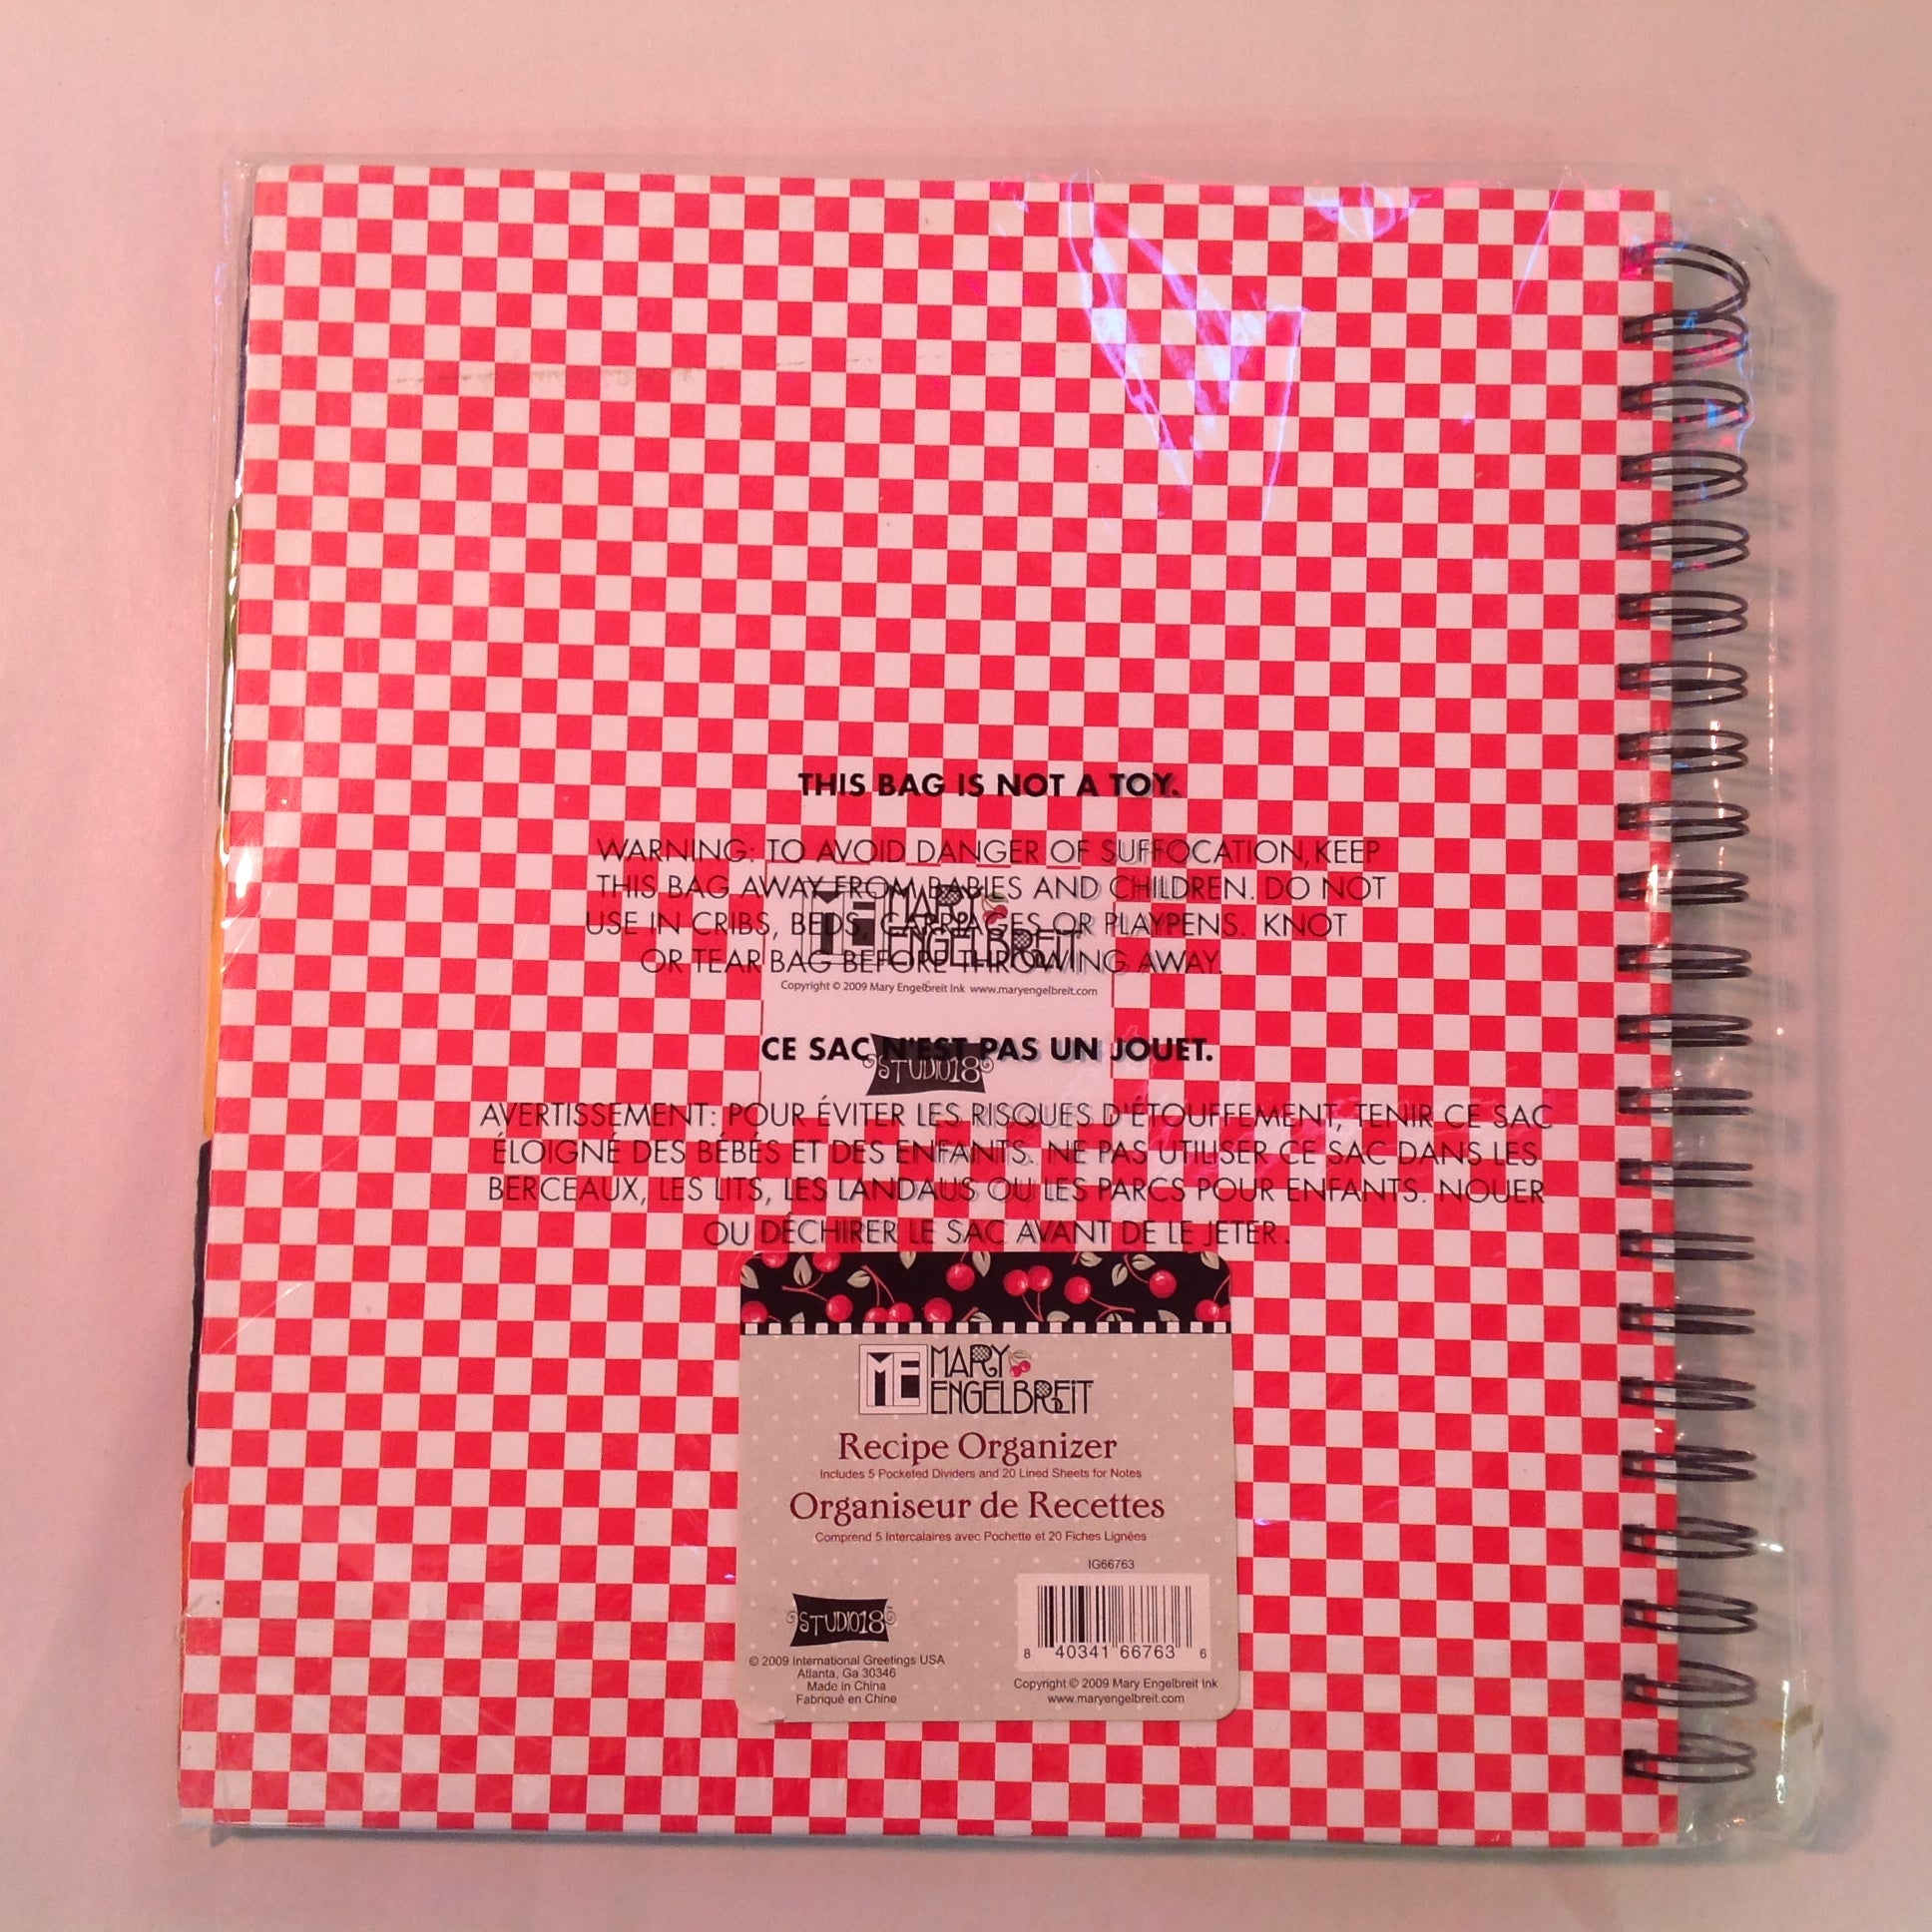 THIS BAG IS NOT A TOY.
WARNING: TO AVOID DANGER OF SUFFOCATION, KEEP
THIS BAG AWAY FROM BABIES AND CHILDREN. DO NOT
USE IN CRIBS, BEDS, CARRIAGES OR PLAYPENS. KNOT
OR TEAR BAG BEFORE THROWING AWAY.
ME MARY
ENGELBREIT
Copyright © 2009 Mary Engelbreit Ink www.maryengelbreit.com
CE SAC N'EST PAS UN JOUET.
STUDIO18
AVERTISSEMENT: POUR ÉVITER LES RISQUES D'ÉTOUFFEMENT, TENIR CE SAC
ÉLOIGNÉ DES BÉBÉS ET DES ENFANTS. NE PAS UTILISER CE SAC DANS LES
BERCEAUX, LES LITS, LES LANDAUS OU LES PARCS POUR ENFANTS. NOUER
OU DÉCHIRER LE SAC AVANT DE LE JETER.
ME MARY
ENGELBREIT
Recipe Organizer
Includes 5 Pocketed Dividers and 20 Lined Sheets for Notes
Organiseur de Recettes
Comprend 5 Intercalaires avec Pochette et 20 Fiches Lignées
IG66763
STUDIO18
8 40341 66763 6
© 2009 International Greetings USA
Atlanta, Ga 30346
Made in China
Fabriqué en Chine
Copyright © 2009 Mary Engelbreit Ink
www.maryengelbreit.com